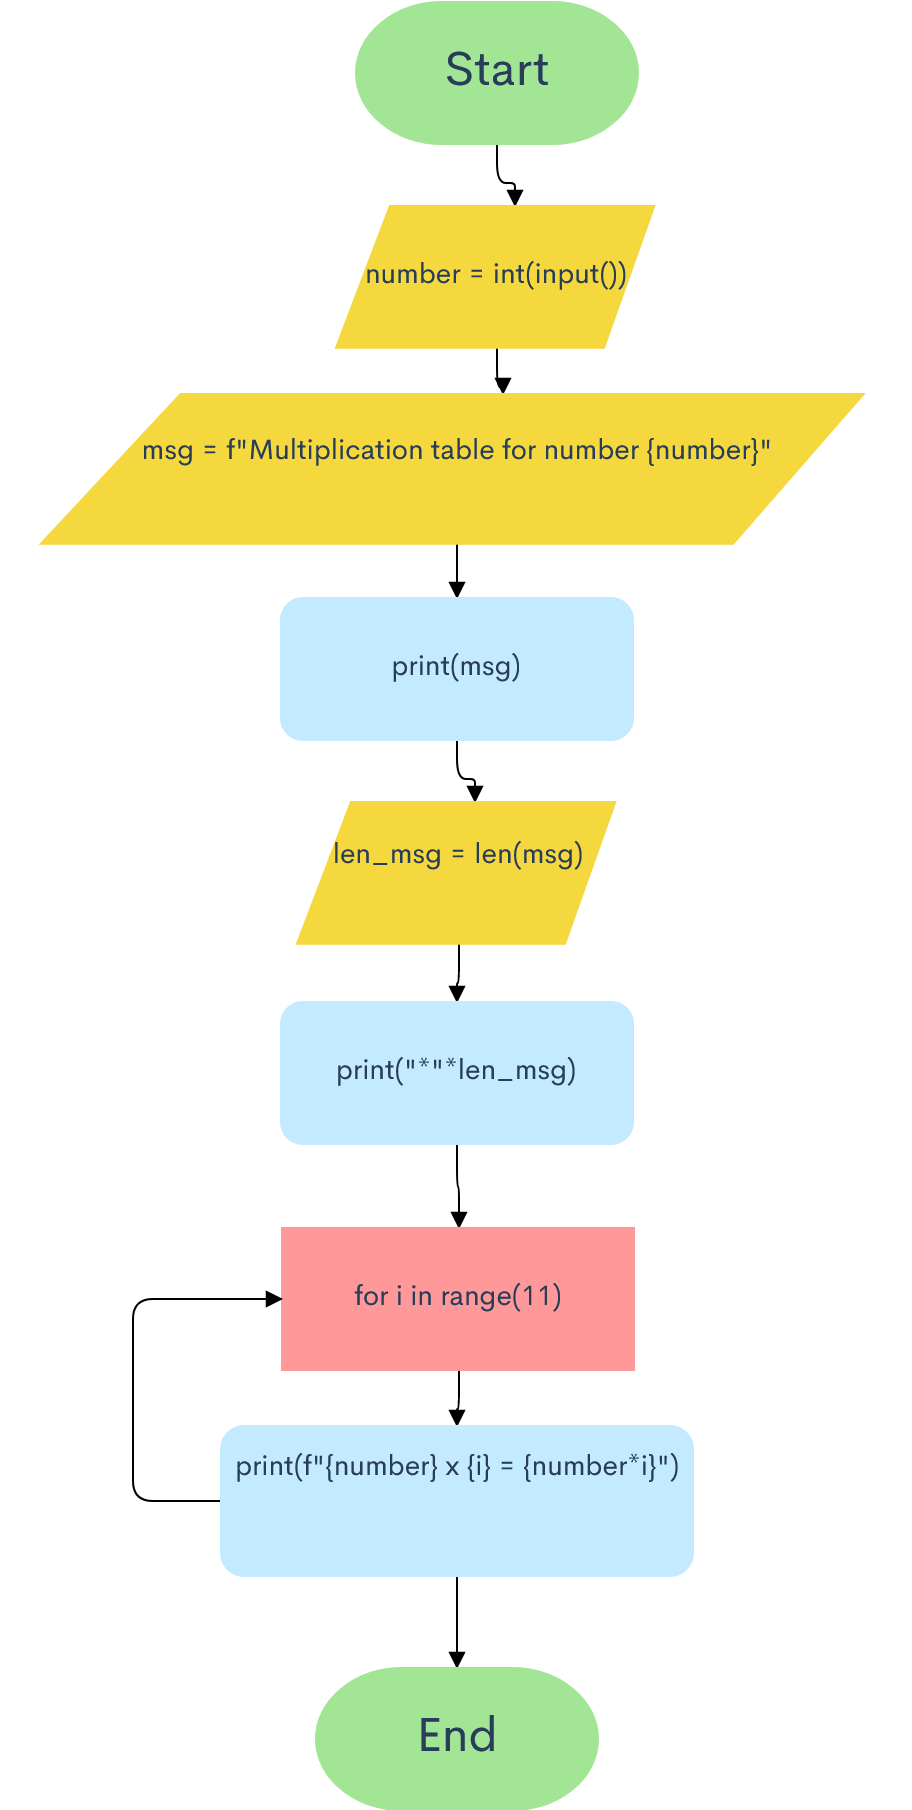 Start
number = int(input())
msg = f"Multiplication table for number {number}"
print(msg)
len_msg = len(msg)
print("*"*len_msg)
for i in range(11)
print(f"{number} x {i} = {number*i}")
End